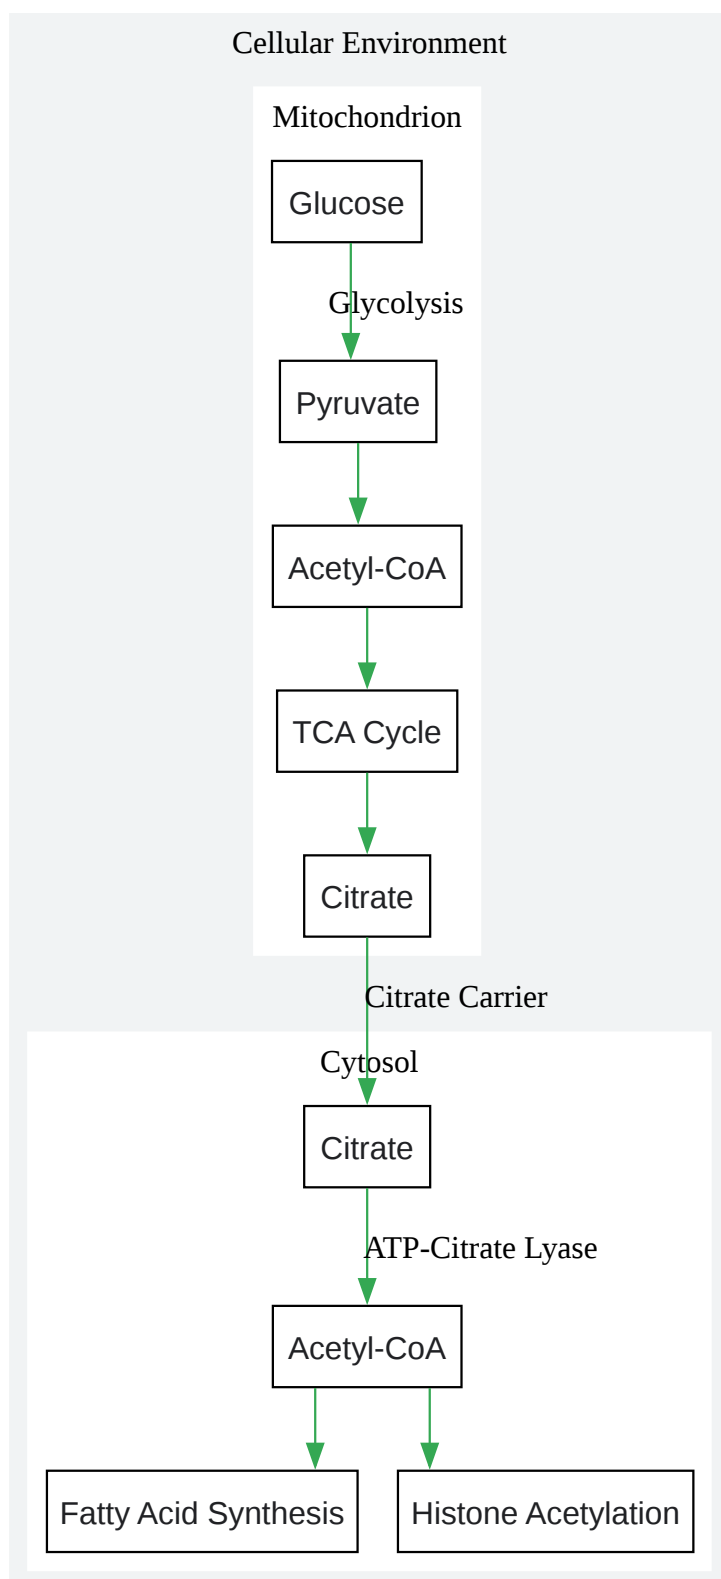 Cellular Environment
Mitochondrion
Glucose
Glycolysis
Pyruvate
Acetyl-CoA
TCA Cycle
Citrate
Citrate Carrier
Cytosol
Citrate
ATP-Citrate Lyase
Acetyl-CoA
Fatty Acid Synthesis
Histone Acetylation